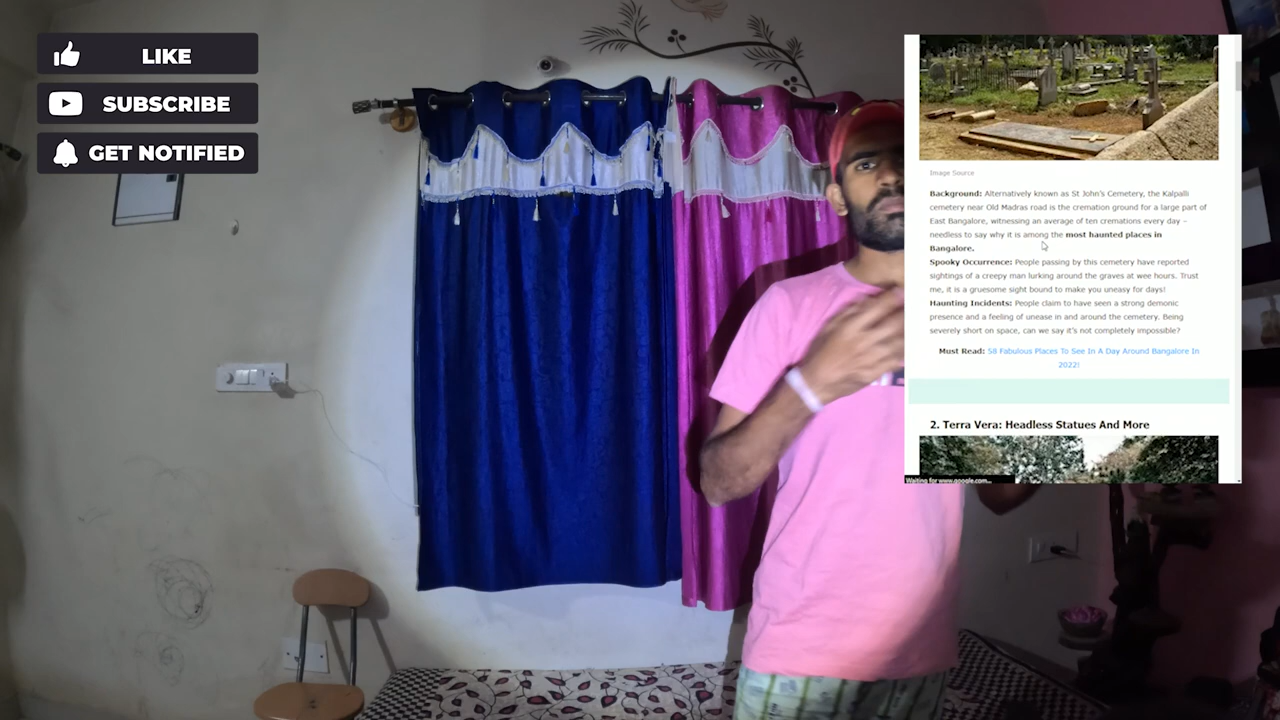 LIKE
SUBSCRIBE
GET NOTIFIED
Image Source
Background: Alternatively known as St John's Cemetery, the Kalpalli
cemetery near Old Madras road is the cremation ground for a large part of
East Bangalore, witnessing an average of ten cremations every day –
needless to say why it is among the most haunted places in
Bangalore.
Spooky Occurrence: People passing by this cemetery have reported
sightings of a creepy man lurking around the graves at wee hours. Trust
me, it is a gruesome sight bound to make you uneasy for days!
Haunting Incidents: People claim to have seen a strong demonic
presence and a feeling of unease in and around the cemetery. Being
severely short on space, can we say it's not completely impossible?
Must Read: 58 Fabulous Places To See In A Day Around Bangalore In
2022!
2. Terra Vera: Headless Statues And More
Waiting for www.google.com...